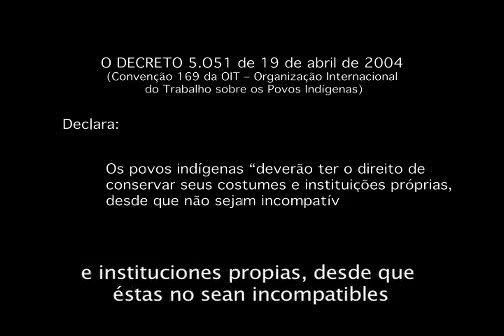 O DECRETO 5.051 de 19 de abril de 2004
(Convenção 169 da OIT – Organização Internacional
do Trabalho sobre os Povos Indígenas)
Declara:
Os povos indígenas “deverão ter o direito de
conservar seus costumes e instituições próprias,
desde que não sejam incompatív
e instituciones propias, desde que
éstas no sean incompatibles